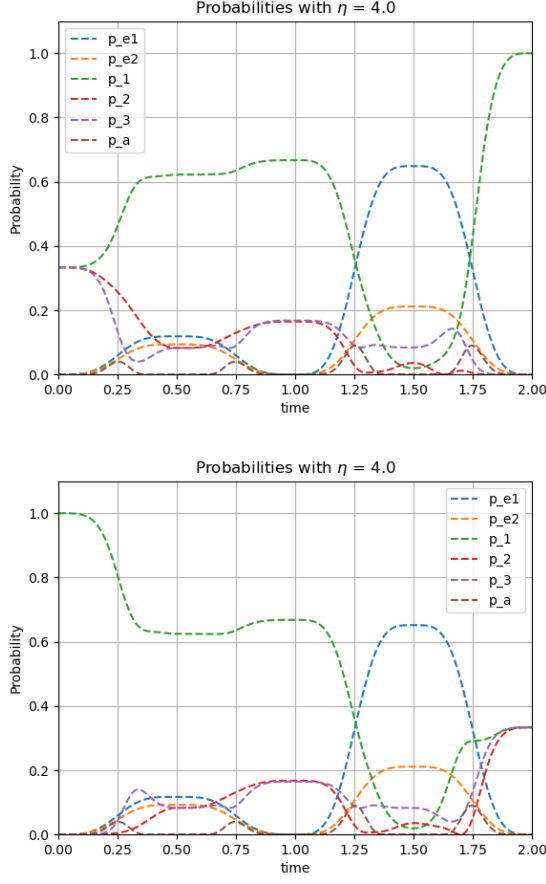 Probabilities with η = 4.0
1.0
0.8
0.6
0.4
0.2
0.0
Probability
p_e1
p_e2
p_1
p_2
p_3
p_a
0.00 0.25 0.50 0.75 1.00 1.25 1.50 1.75 2.00
time
Probabilities with η = 4.0
1.0
0.8
0.6
0.4
0.2
0.0
Probability
p_e1
p_e2
p_1
p_2
p_3
p_a
0.00 0.25 0.50 0.75 1.00 1.25 1.50 1.75 2.00
time